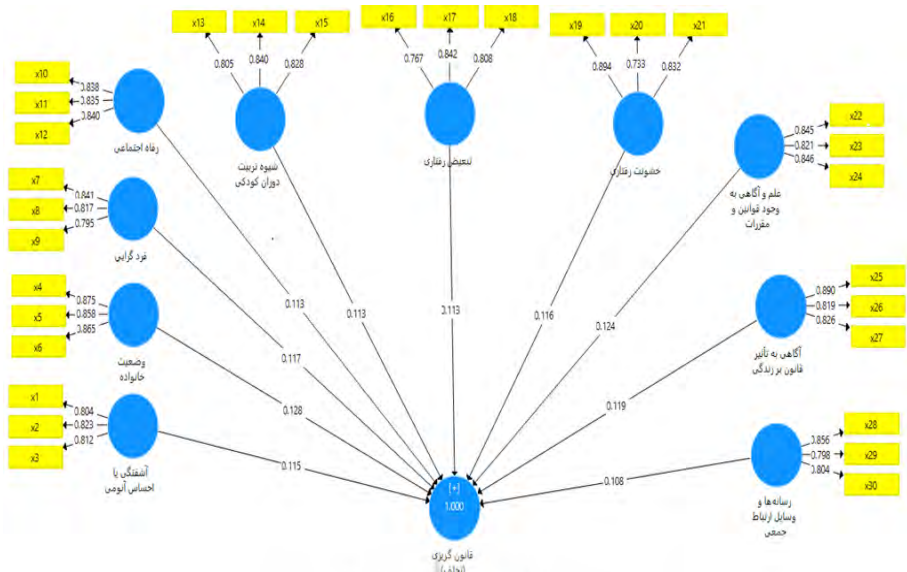 x13
x14
x15
0.805
0.840
0.828
x16
x17
x18
0.767
0.842
0.808
x19
x20
x21
0.894
0.733
0.832
x10
x11
x12
0.838
0.835
0.840
رفاه اجتماعی
شیوه تربیت
دوران کودکی
تبعیض رفتاری
خشونت رفتاری
x22
x23
x24
0.845
0.821
0.846
علم و آگاهی به
وجود قوانین و
مقررات
x7
x8
x9
0.841
0.817
0.795
فرد گرایی
x4
x5
x6
0.875
0.858
0.865
وضعیت
خانواده
x1
x2
x3
0.804
0.823
0.812
آشفتگی یا
احساس آنومی
x25
x26
x27
0.890
0.819
0.826
آگاهی به تأثیر
قانون بر زندگی
x28
x29
x30
0.856
0.798
0.804
رسانه‌ها و
وسایل ارتباط
جمعی
0.113
0.113
0.113
0.116
0.124
0.117
0.128
0.119
0.115
0.108
[+]
1.000
قانون گریزی
(تخلف)